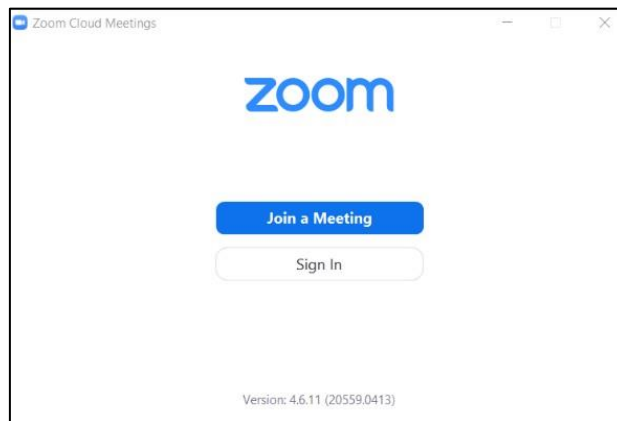 Zoom Cloud Meetings
zoom
Join a Meeting
Sign In
Version: 4.6.11 (20559.0413)